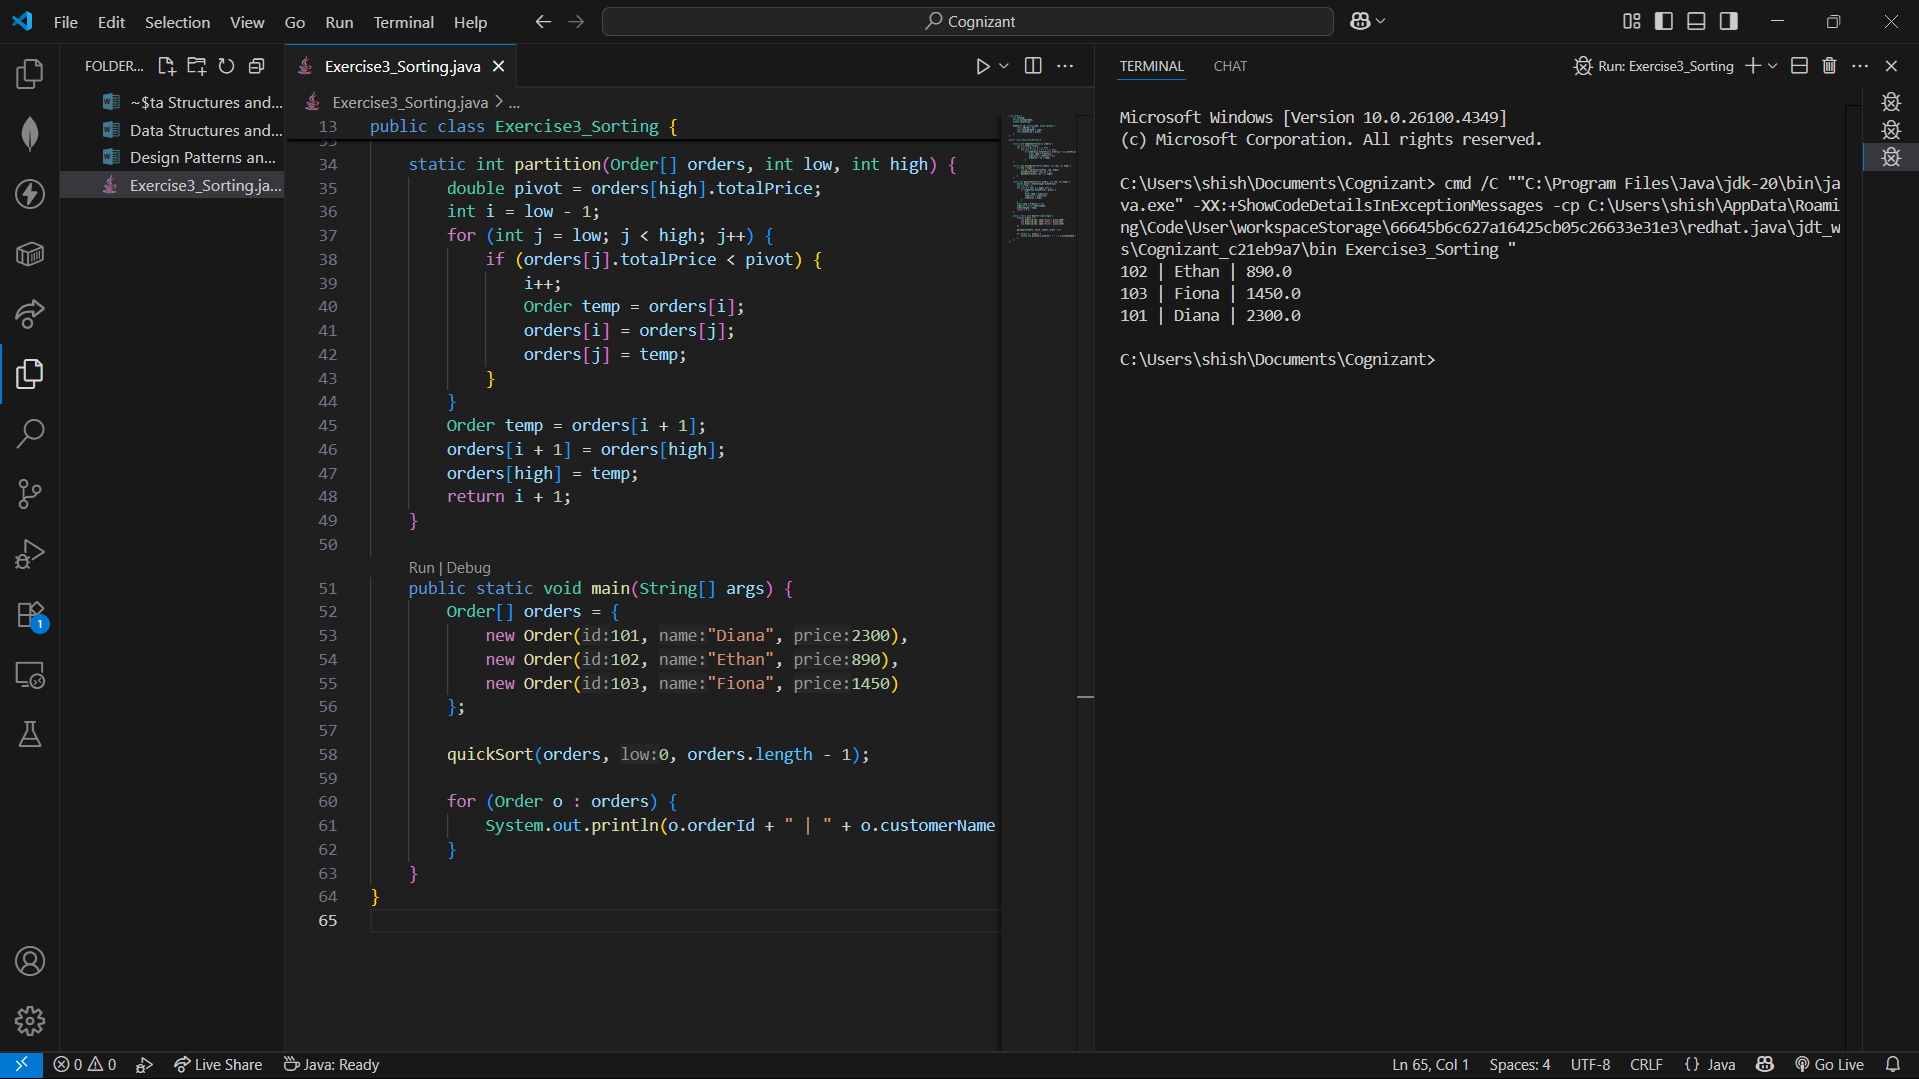 File Edit Selection View Go Run Terminal Help
Cognizant
FOLDER...
~$ta Structures and...
Data Structures and...
Design Patterns an...
Exercise3_Sorting.ja...
1
Exercise3_Sorting.java
Exercise3_Sorting.java > ...
13 public class Exercise3_Sorting {
33
34 static int partition(Order[] orders, int low, int high) {
35 double pivot = orders[high].totalPrice;
36 int i = low - 1;
37 for (int j = low; j < high; j++) {
38 if (orders[j].totalPrice < pivot) {
39 i++;
40 Order temp = orders[i];
41 orders[i] = orders[j];
42 orders[j] = temp;
43 }
44 }
45 Order temp = orders[i + 1];
46 orders[i + 1] = orders[high];
47 orders[high] = temp;
48 return i + 1;
49 }
50
Run | Debug
51 public static void main(String[] args) {
52 Order[] orders = {
53 new Order(id:101, name:"Diana", price:2300),
54 new Order(id:102, name:"Ethan", price:890),
55 new Order(id:103, name:"Fiona", price:1450)
56 };
57
58 quickSort(orders, low:0, orders.length - 1);
59
60 for (Order o : orders) {
61 System.out.println(o.orderId + " | " + o.customerName
62 }
63 }
64 }
65
TERMINAL CHAT
Run: Exercise3_Sorting
Microsoft Windows [Version 10.0.26100.4349]
(c) Microsoft Corporation. All rights reserved.
C:\Users\shish\Documents\Cognizant> cmd /C ""C:\Program Files\Java\jdk-20\bin\ja
va.exe" -XX:+ShowCodeDetailsInExceptionMessages -cp C:\Users\shish\AppData\Roami
ng\Code\User\workspaceStorage\66645b6c627a16425cb05c26633e31e3\redhat.java\jdt_w
s\Cognizant_c21eb9a7\bin Exercise3_Sorting "
102 | Ethan | 890.0
103 | Fiona | 1450.0
101 | Diana | 2300.0
C:\Users\shish\Documents\Cognizant>
0 0 Live Share Java: Ready
Ln 65, Col 1 Spaces: 4 UTF-8 CRLF {} Java Go Live